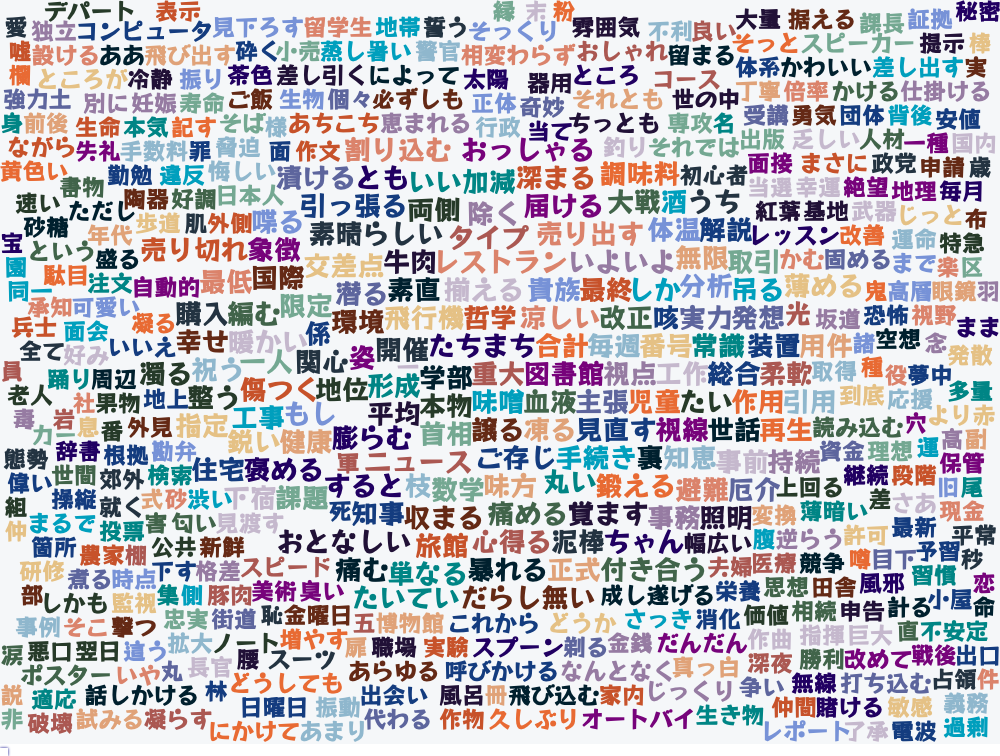 デパート 表示 縁 末 粉 秘密
愛 独立 コンピュータ 見下ろす 留学生 地帯 誓う そっくり 雰囲気 不利 良い 大量 据える 課長 証拠
嘘 設ける ああ 飛び出す 砕く 小売 蒸し暑い 警官 相変わらず おしゃれ 留まる そっと スピーカー 提示 棒
欄 ところが 冷静 振り 茶色 差し引く によって 太陽 器用 ところ コース 体系 かわいい 差し出す 実
強力 土 別に 妊娠 寿命 ご飯 生物 個々 必ずしも 正体 奇妙 それとも 世の中 丁寧 倍率 かける 仕掛ける
身 前後 生命 本気 記す そば 様 あちこち 恵まれる 行政 当て ちっとも 専攻 名 受講 勇気 団体 背後 安値
ながら 失礼 手数料 罪 脅迫 面 作文 割り込む おっしゃる 釣り それでは 出版 乏しい 人材 一種 国内
黄色い 書物 勤勉 違反 悔しい 漬ける とも いい加減 深まる 調味料 初心者 面接 まさに 政党 申請 歳
速い ただし 陶器 好調 日本人 引っ張る 両側 除く 届ける 大戦 酒 うち 当選 幸運 絶望 地理 毎月
砂糖 年代 歩道 肌 外側 喋る 素晴らしい タイプ 売り出す 体温 解説 紅葉 基地 武器 じっと 布
宝 という 盛る 売り切れ 象徴 交差点 牛肉 レストラン いよいよ 無限 取引 かむ 固める まで レッスン 改善 運命 特急
園 駄目 注文 自動的 最低 国際 潜る 素直 揃える 貴族 最終 しか 分析 吊る 薄める 鬼 高層 眼鏡 羽 楽 区
同一 承知 可愛い 凝る 購入 編む 限定 係 環境 飛行機 哲学 涼しい 改正 咳 実力 発想 光 坂道 恐怖 視野 まま
兵士 面会 いいえ 幸せ 暖かい 関心 姿 開催 たちまち 合計 毎週 番号 常識 装置 用件 諸 空想 念 発散
全て 好み 濁る 祝う 一人 二 学部 重大 図書館 視点 工作 総合 柔軟 取得 種 役 夢中
員 踊り 周辺 地上 整う 傷つく 地位 形成 本物 味噌 血液 主張 児童 たい 作用 引用 到底 応援 多量
老人 社 果物 外見 指定 工事 もし 平均 首相 譲る 凍る 見直す 視線 世話 再生 読み込む 穴 より 赤
毒 岩 息 番 鋭い 健康 膨らむ ニュース ご存じ 手続き 裏 知恵 事前 持続 資金 理想 運 高 副
力 辞書 根拠 勘弁 軍 保管
態勢 世間 郊外 検索 住宅 褒める する と 枝 数学 味方 丸い 鍛える 避難 厄介 上回る 継続 段階 旧 尾
偉い 操縦 就く 式 砂 渋い 下宿 課題 死 知事 収まる 痛める 覚ます 事務 照明 変換 薄暗い 差 さあ 現金
組 仲 まるで 投票 書 匂い 見渡す おとなしい 旅館 心得る 泥棒 ちゃん 幅広い 腹 逆らう 許可 最新 平常
箇所 農家 棚 公共 新鮮 スピード 痛む 単なる 暴れる 正式 付き合う 夫婦 医療 競争 噂 目下 予習 秒
研修 煮る 時点 下す 格差 豚肉 美術 臭い たいてい だらし無い 成し遂げる 栄養 思想 田舎 風邪 習慣 恋
部 しかも 監視 集側 忠実 街道 恥 金曜日 五 博物館 これから どうか さっき 消化 価値 相続 申告 計る 小屋 命
事例 そこ 撃つ ノート 増やす 扉 職場 実験 スプーン 剃る 金銭 だんだん 作曲 指揮 巨大 直 不安定
涙 悪口 翌日 違う 拡大 腰 スーツ あらゆる 呼びかける なんとなく 真っ白 深夜 勝利 改めて 戦後 出口
ポスター いや 丸 長官 どうしても 出会い 風呂 冊 飛び込む 家内 じっくり 争い 無線 打ち込む 占領 件
説 適応 話しかける 林 日曜日 振動 代わる 作物 久しぶり オートバイ 生き物 仲間 賭ける 敏感 義務
非 破壊 試みる 凝らす にかけて あまり レポート 了承 電波 過剰